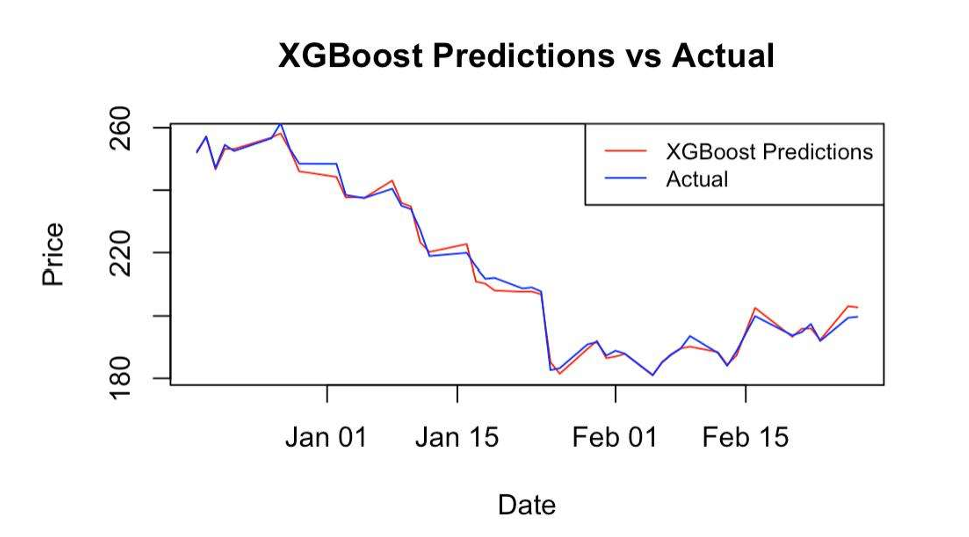 XGBoost Predictions vs Actual
XGBoost Predictions
Actual
Price
260
220
180
Jan 01 Jan 15 Feb 01 Feb 15
Date